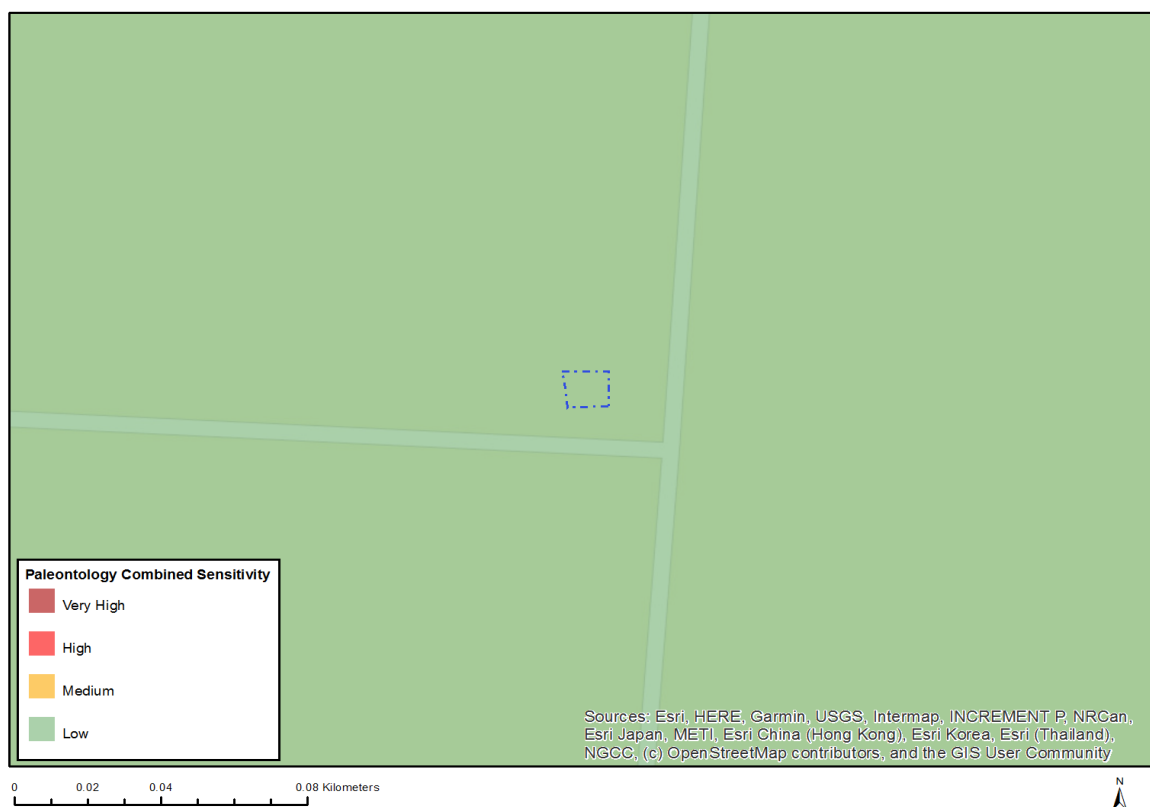 Paleontology Combined Sensitivity
Very High
High
Medium
Low
Sources: Esri, HERE, Garmin, USGS, Intermap, INCREMENT P, NRCan,
Esri Japan, METI, Esri China (Hong Kong), Esri Korea, Esri (Thailand),
NGCC, (c) OpenStreetMap contributors, and the GIS User Community
0 0.02 0.04 0.08 Kilometers
N